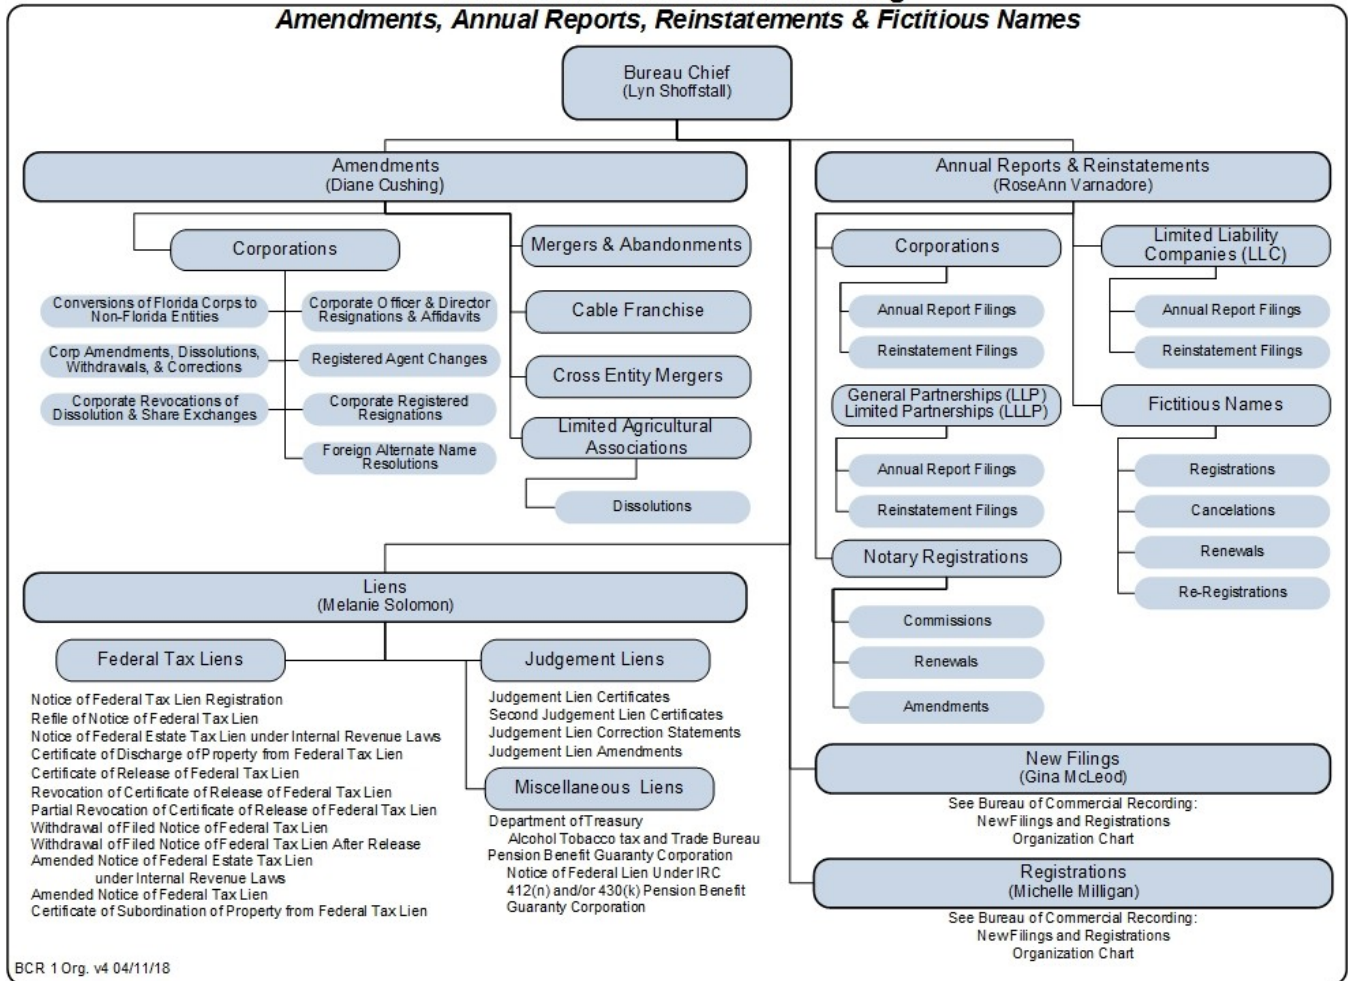 Amendments, Annual Reports, Reinstatements & Fictitious Names
Bureau Chief
(Lyn Shoffstall)
Amendments
(Diane Cushing)
Corporations
Conversions of Florida Corps to
Non-Florida Entities
Corp Amendments, Dissolutions,
Withdrawals, & Corrections
Corporate Revocations of
Dissolution & Share Exchanges
Corporate Officer & Director
Resignations & Affidavits
Registered Agent Changes
Corporate Registered
Resignations
Foreign Alternate Name
Resolutions
Mergers & Abandonments
Cable Franchise
Cross Entity Mergers
Limited Agricultural
Associations
Dissolutions
Annual Reports & Reinstatements
(RoseAnn Varnadore)
Corporations
Annual Report Filings
Reinstatement Filings
General Partnerships (LLP)
Limited Partnerships (LLLP)
Annual Report Filings
Reinstatement Filings
Notary Registrations
Commissions
Renewals
Amendments
Limited Liability
Companies (LLC)
Annual Report Filings
Reinstatement Filings
Fictitious Names
Registrations
Cancelations
Renewals
Re-Registrations
Liens
(Melanie Solomon)
Federal Tax Liens
Notice of Federal Tax Lien Registration
Refile of Notice of Federal Tax Lien
Notice of Federal Estate Tax Lien under Internal Revenue Laws
Certificate of Discharge of Property from Federal Tax Lien
Certificate of Release of Federal Tax Lien
Revocation of Certificate of Release of Federal Tax Lien
Partial Revocation of Certificate of Release of Federal Tax Lien
Withdrawal of Filed Notice of Federal Tax Lien
Withdrawal of Filed Notice of Federal Tax Lien After Release
Amended Notice of Federal Estate Tax Lien
under Internal Revenue Laws
Amended Notice of Federal Tax Lien
Certificate of Subordination of Property from Federal Tax Lien
Judgement Liens
Judgement Lien Certificates
Second Judgement Lien Certificates
Judgement Lien Correction Statements
Judgement Lien Amendments
Miscellaneous Liens
Department of Treasury
Alcohol Tobacco tax and Trade Bureau
Pension Benefit Guaranty Corporation
Notice of Federal Lien Under IRC
412(n) and/or 430(k) Pension Benefit
Guaranty Corporation
New Filings
(Gina McLeod)
See Bureau of Commercial Recording:
New Filings and Registrations
Organization Chart
Registrations
(Michelle Milligan)
See Bureau of Commercial Recording:
New Filings and Registrations
Organization Chart
BCR 1 Org. v4 04/11/18